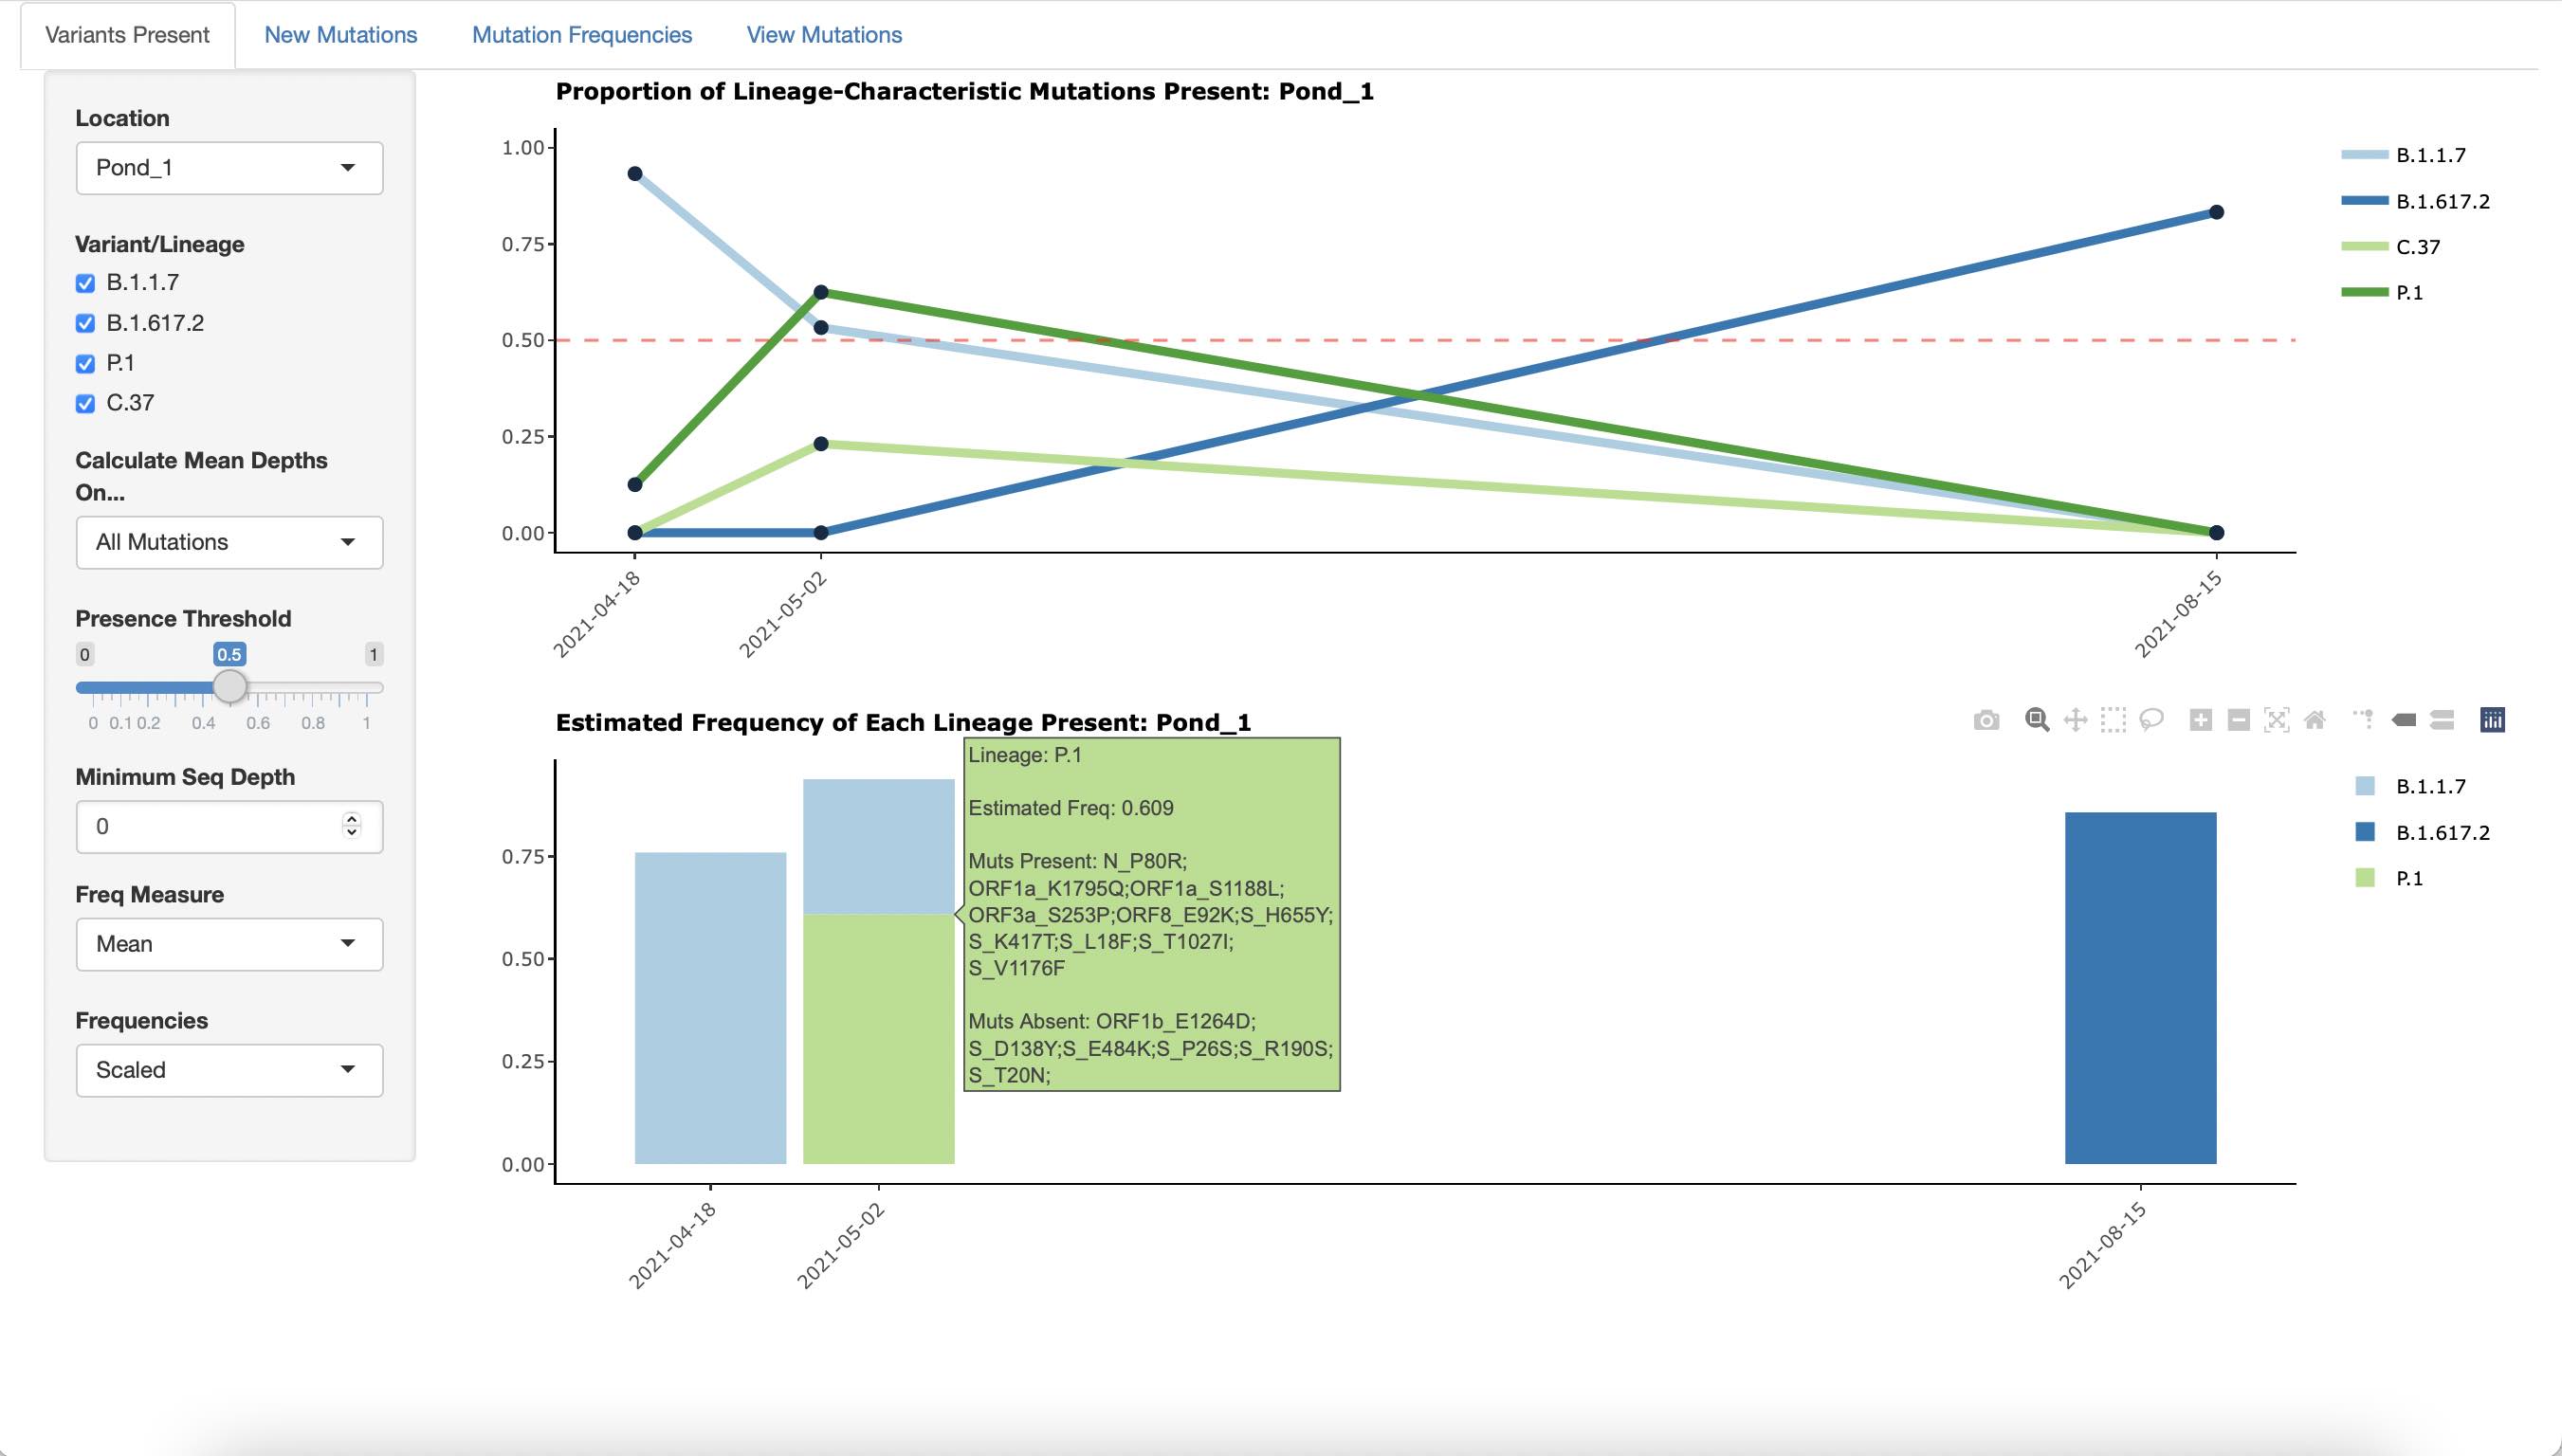 Variants Present
New Mutations
Mutation Frequencies
View Mutations
Location
Pond_1
Variant/Lineage
B.1.1.7
B.1.617.2
P.1
C.37
Calculate Mean Depths
On...
All Mutations
Presence Threshold
0
0.5
1
0 0.1 0.2 0.4 0.6 0.8 1
Minimum Seq Depth
0
Freq Measure
Mean
Frequencies
Scaled
Proportion of Lineage-Characteristic Mutations Present: Pond_1
1.00
0.75
0.50
0.25
0.00
2021-04-18
2021-05-02
2021-08-15
B.1.1.7
B.1.617.2
C.37
P.1
Estimated Frequency of Each Lineage Present: Pond_1
0.75
0.50
0.25
0.00
2021-04-18
2021-05-02
2021-08-15
Lineage: P.1
Estimated Freq: 0.609
Muts Present: N_P80R;
ORF1a_K1795Q;ORF1a_S1188L;
ORF3a_S253P;ORF8_E92K;S_H655Y;
S_K417T;S_L18F;S_T1027I;
S_V1176F
Muts Absent: ORF1b_E1264D;
S_D138Y;S_E484K;S_P26S;S_R190S;
S_T20N;
B.1.1.7
B.1.617.2
P.1